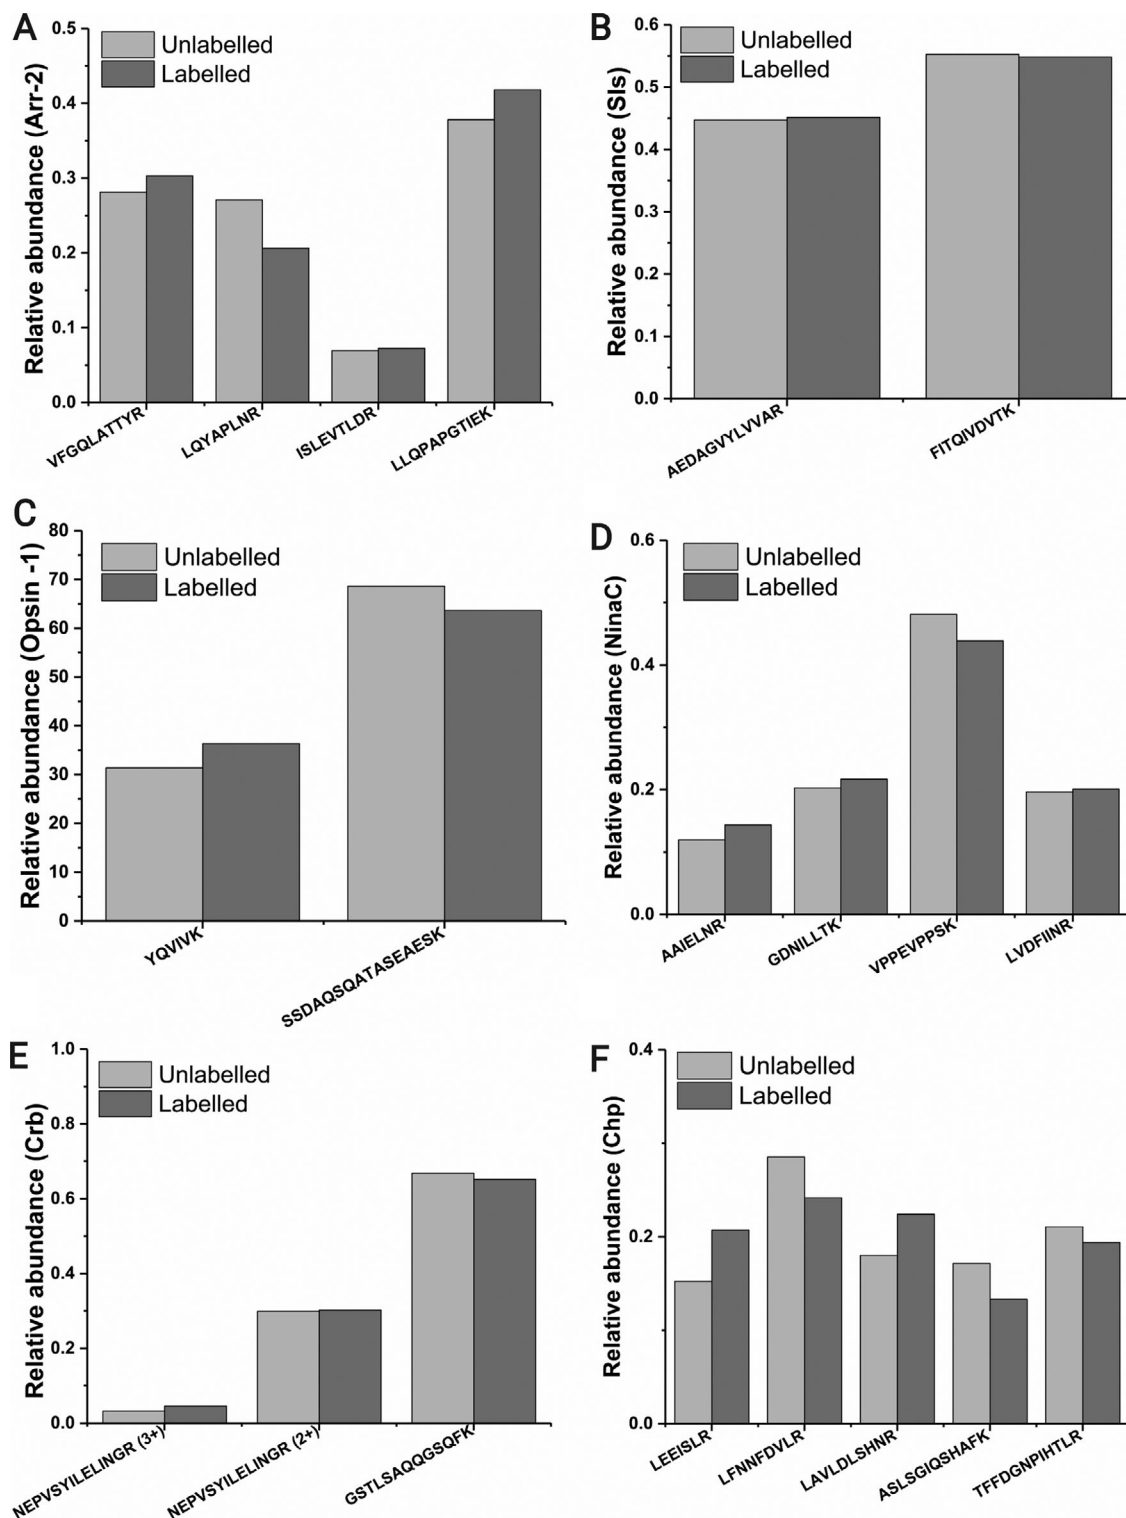 A
Relative abundance (Arr-2)
0.5
0.4
0.3
0.2
0.1
0.0
Unlabelled
Labelled
VFGQLATTYR
LQYAPLNR
ISLEVTLDR
LLQPAPGTIEK
B
Relative abundance (Sls)
0.6
0.5
0.4
0.3
0.2
0.1
0.0
Unlabelled
Labelled
AEDAGVYLVVAR
FITQIVDVTK
C
Relative abundance (Opsin -1)
80
70
60
50
40
30
20
10
0
Unlabelled
Labelled
YQVIVK
SSDAQSQATASEAESK
D
Relative abundance (NinaC)
0.6
0.4
0.2
0.0
Unlabelled
Labelled
AAIELNR
GDNILLTK
VPPEVPPSK
LVDFIINR
E
Relative abundance (Crb)
1.0
0.8
0.6
0.4
0.2
0.0
Unlabelled
Labelled
NEPVSYILELINGR (3+)
NEPVSYILELINGR (2+)
GSTLSAQQGSQFK
F
Relative abundance (Chp)
0.4
0.2
0.0
Unlabelled
Labelled
LEEISLR
LFNNFDVLR
LAVLDLSHNR
ASLSGIQSHAFK
TFFDGNPIHTLR